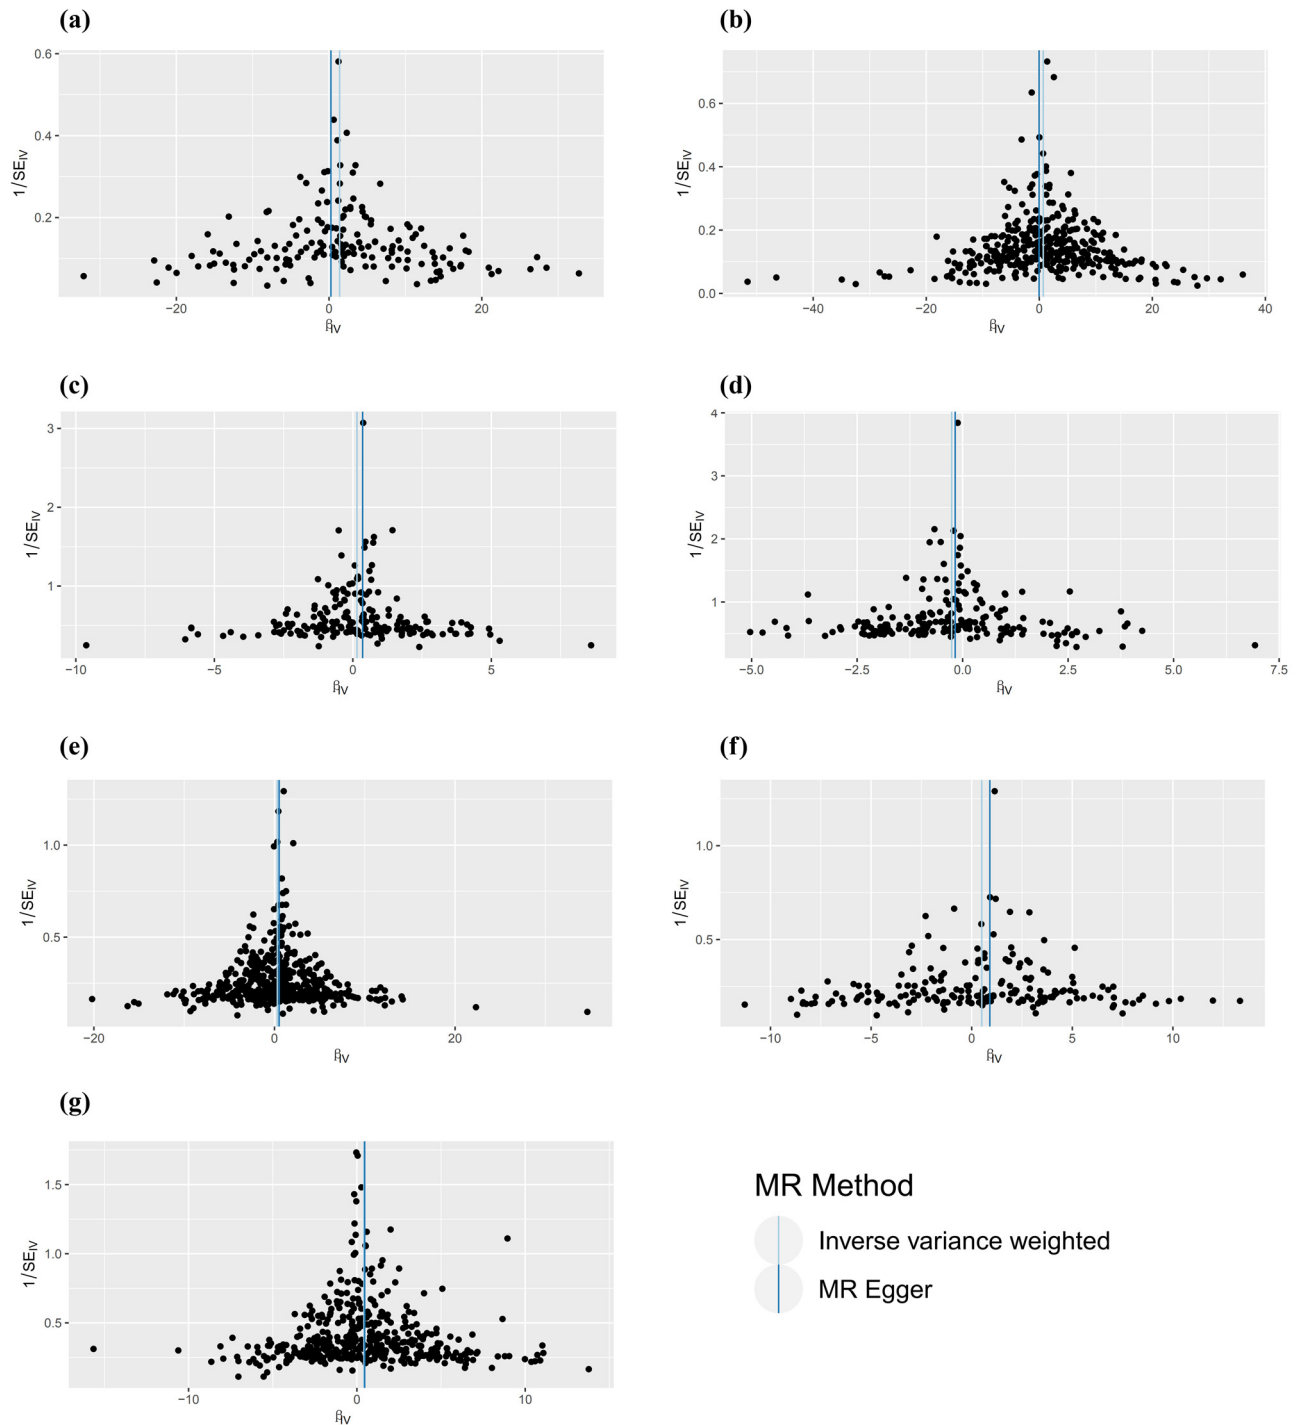 (a)
0.6
0.4
0.2
1/SE_IV
−20 0 20
β_IV
(b)
0.6
0.4
0.2
0.0
1/SE_IV
−40 −20 0 20 40
β_IV
(c)
3
2
1
1/SE_IV
−10 −5 0 5
β_IV
(d)
4
3
2
1
1/SE_IV
−5.0 −2.5 0.0 2.5 5.0 7.5
β_IV
(e)
1.0
0.5
1/SE_IV
−20 0 20
β_IV
(f)
1.0
0.5
1/SE_IV
−10 −5 0 5 10
β_IV
(g)
1.5
1.0
0.5
1/SE_IV
−10 0 10
β_IV
MR Method
Inverse variance weighted
MR Egger